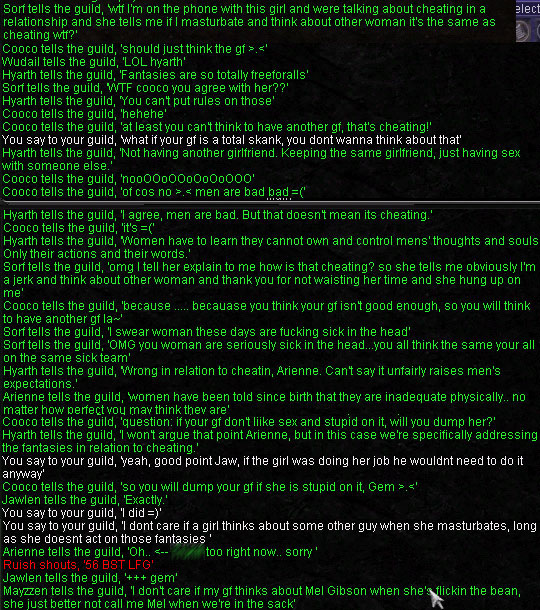 Sorf tells the guild, 'wtf I'm on the phone with this girl and were talking about cheating in a
relationship and she tells me if I masturbate and think about other woman it's the same as
cheating wtf?'
elect
Cooco tells the guild, 'should just think the gf >.<'
Wudail tells the guild, 'LOL hyarth'
Hyarth tells the guild, 'Fantasies are so totally freeforalls'
Sorf tells the guild, 'WTF cooco you agree with her??'
Hyarth tells the guild, 'You can't put rules on those'
Cooco tells the guild, 'hehehe'
Cooco tells the guild, 'at least you can't think to have another gf, that's cheating!'
You say to your guild, 'what if your gf is a total skank, you dont wanna think about that'
Hyarth tells the guild, 'Not having another girlfriend. Keeping the same girlfriend, just having sex
with someone else.'
Cooco tells the guild, 'nooOOoOOoOoOoOOO'
Cooco tells the guild, 'of cos no >.< men are bad bad =('
Main
Hyarth tells the guild, 'I agree, men are bad. But that doesn't mean its cheating.'
Cooco tells the guild, 'it's =('
Hyarth tells the guild, 'Women have to learn they cannot own and control mens' thoughts and souls
Only their actions and their words.'
Sorf tells the guild, 'omg I tell her explain to me how is that cheating? so she tells me obviously I'm
a jerk and think about other woman and thank you for not waisting her time and she hung up on
me'
Cooco tells the guild, 'because ..... becauase you think your gf isn't good enough, so you will think
to have another gf la~'
Sorf tells the guild, 'I swear woman these days are fucking sick in the head'
Sorf tells the guild, 'OMG you woman are seriously sick in the head...you all think the same your all
on the same sick team'
Hyarth tells the guild, 'Wrong in relation to cheatin, Arienne. Can't say it unfairly raises men's
expectations.'
Arienne tells the guild, 'women have been told since birth that they are inadequate physically.. no
matter how perfect you may think they are'
Cooco tells the guild, 'question: if your gf don't liike sex and stupid on it, will you dump her?'
Hyarth tells the guild, 'I won't argue that point Arienne, but in this case we're specifically addressing
the fantasies in relation to cheating.'
You say to your guild, 'yeah, good point Jaw, if the girl was doing her job he wouldnt need to do it
anyway'
Cooco tells the guild, 'so you will dump your gf if she is stupid on it, Gem >.<'
Jawlen tells the guild, 'Exactly.'
You say to your guild, 'I did =)'
You say to your guild, 'I dont care if a girl thinks about some other guy when she masturbates, long
as she doesnt act on those fantasies '
Arienne tells the guild, 'Oh.. <-- too right now.. sorry '
Ruish shouts, '56 BST LFG'
Jawlen tells the guild, '+++ gem'
Mayzzen tells the guild, 'I don't care if my gf thinks about Mel Gibson when she's flickin the bean,
she just better not call me Mel when we're in the sack'